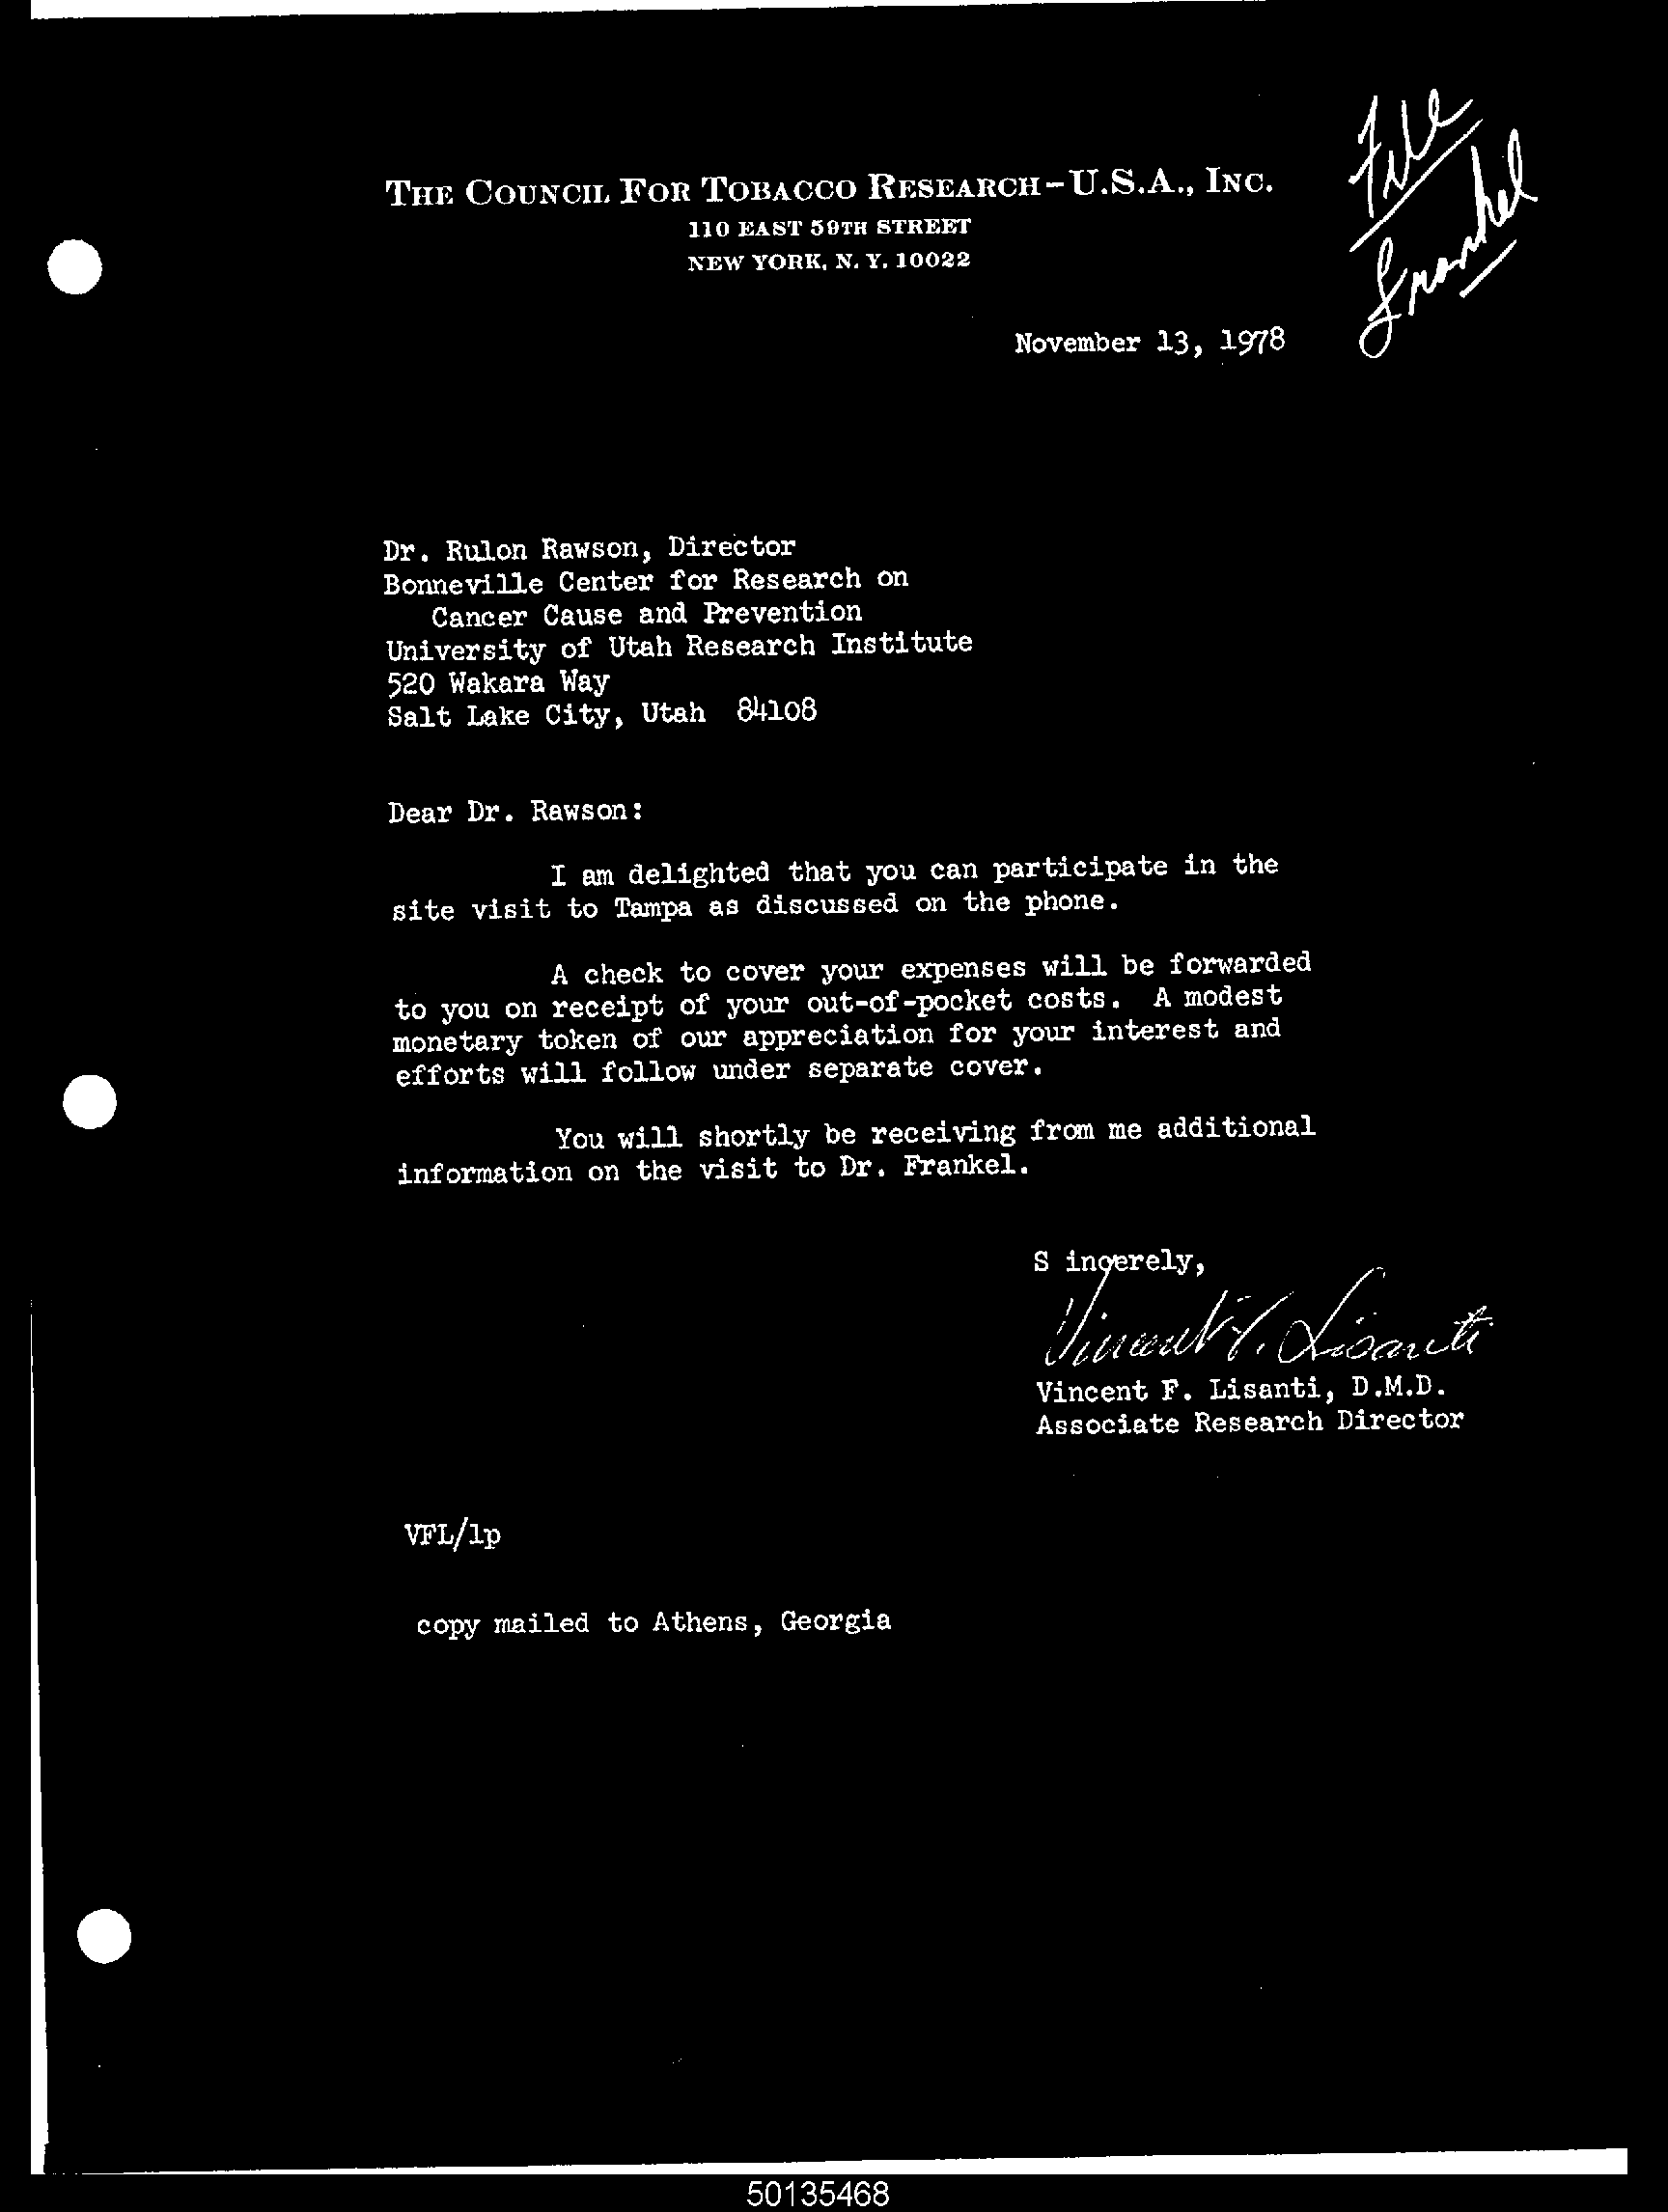 File
Frankel
THE COUNCIL FOR TOBACCO RESEARCH-U.S.A., INC.
110 EAST 59TH STREET
NEW YORK, N. Y. 10022
November 13, 1978
Dr. Rulon Rawson, Director
Bonneville Center for Research on
Cancer Cause and Prevention
University of Utah Research Institute
520 Wakara Way
Salt Lake City, Utah 84108
Dear Dr. Rawson:
I am delighted that you can participate in the
site visit to Tampa as discussed on the phone.
A check to cover your expenses will be forwarded
to you on receipt of your out-of-pocket costs. A modest
monetary token of our appreciation for your interest and
efforts will follow under separate cover.
You will shortly be receiving from me additional
information on the visit to Dr. Frankel.
S incerely,
Vincent F. Lisanti
Vincent F. Lisanti, D.M.D.
Associate Research Director
VFL/lp
copy mailed to Athens, Georgia
50135468